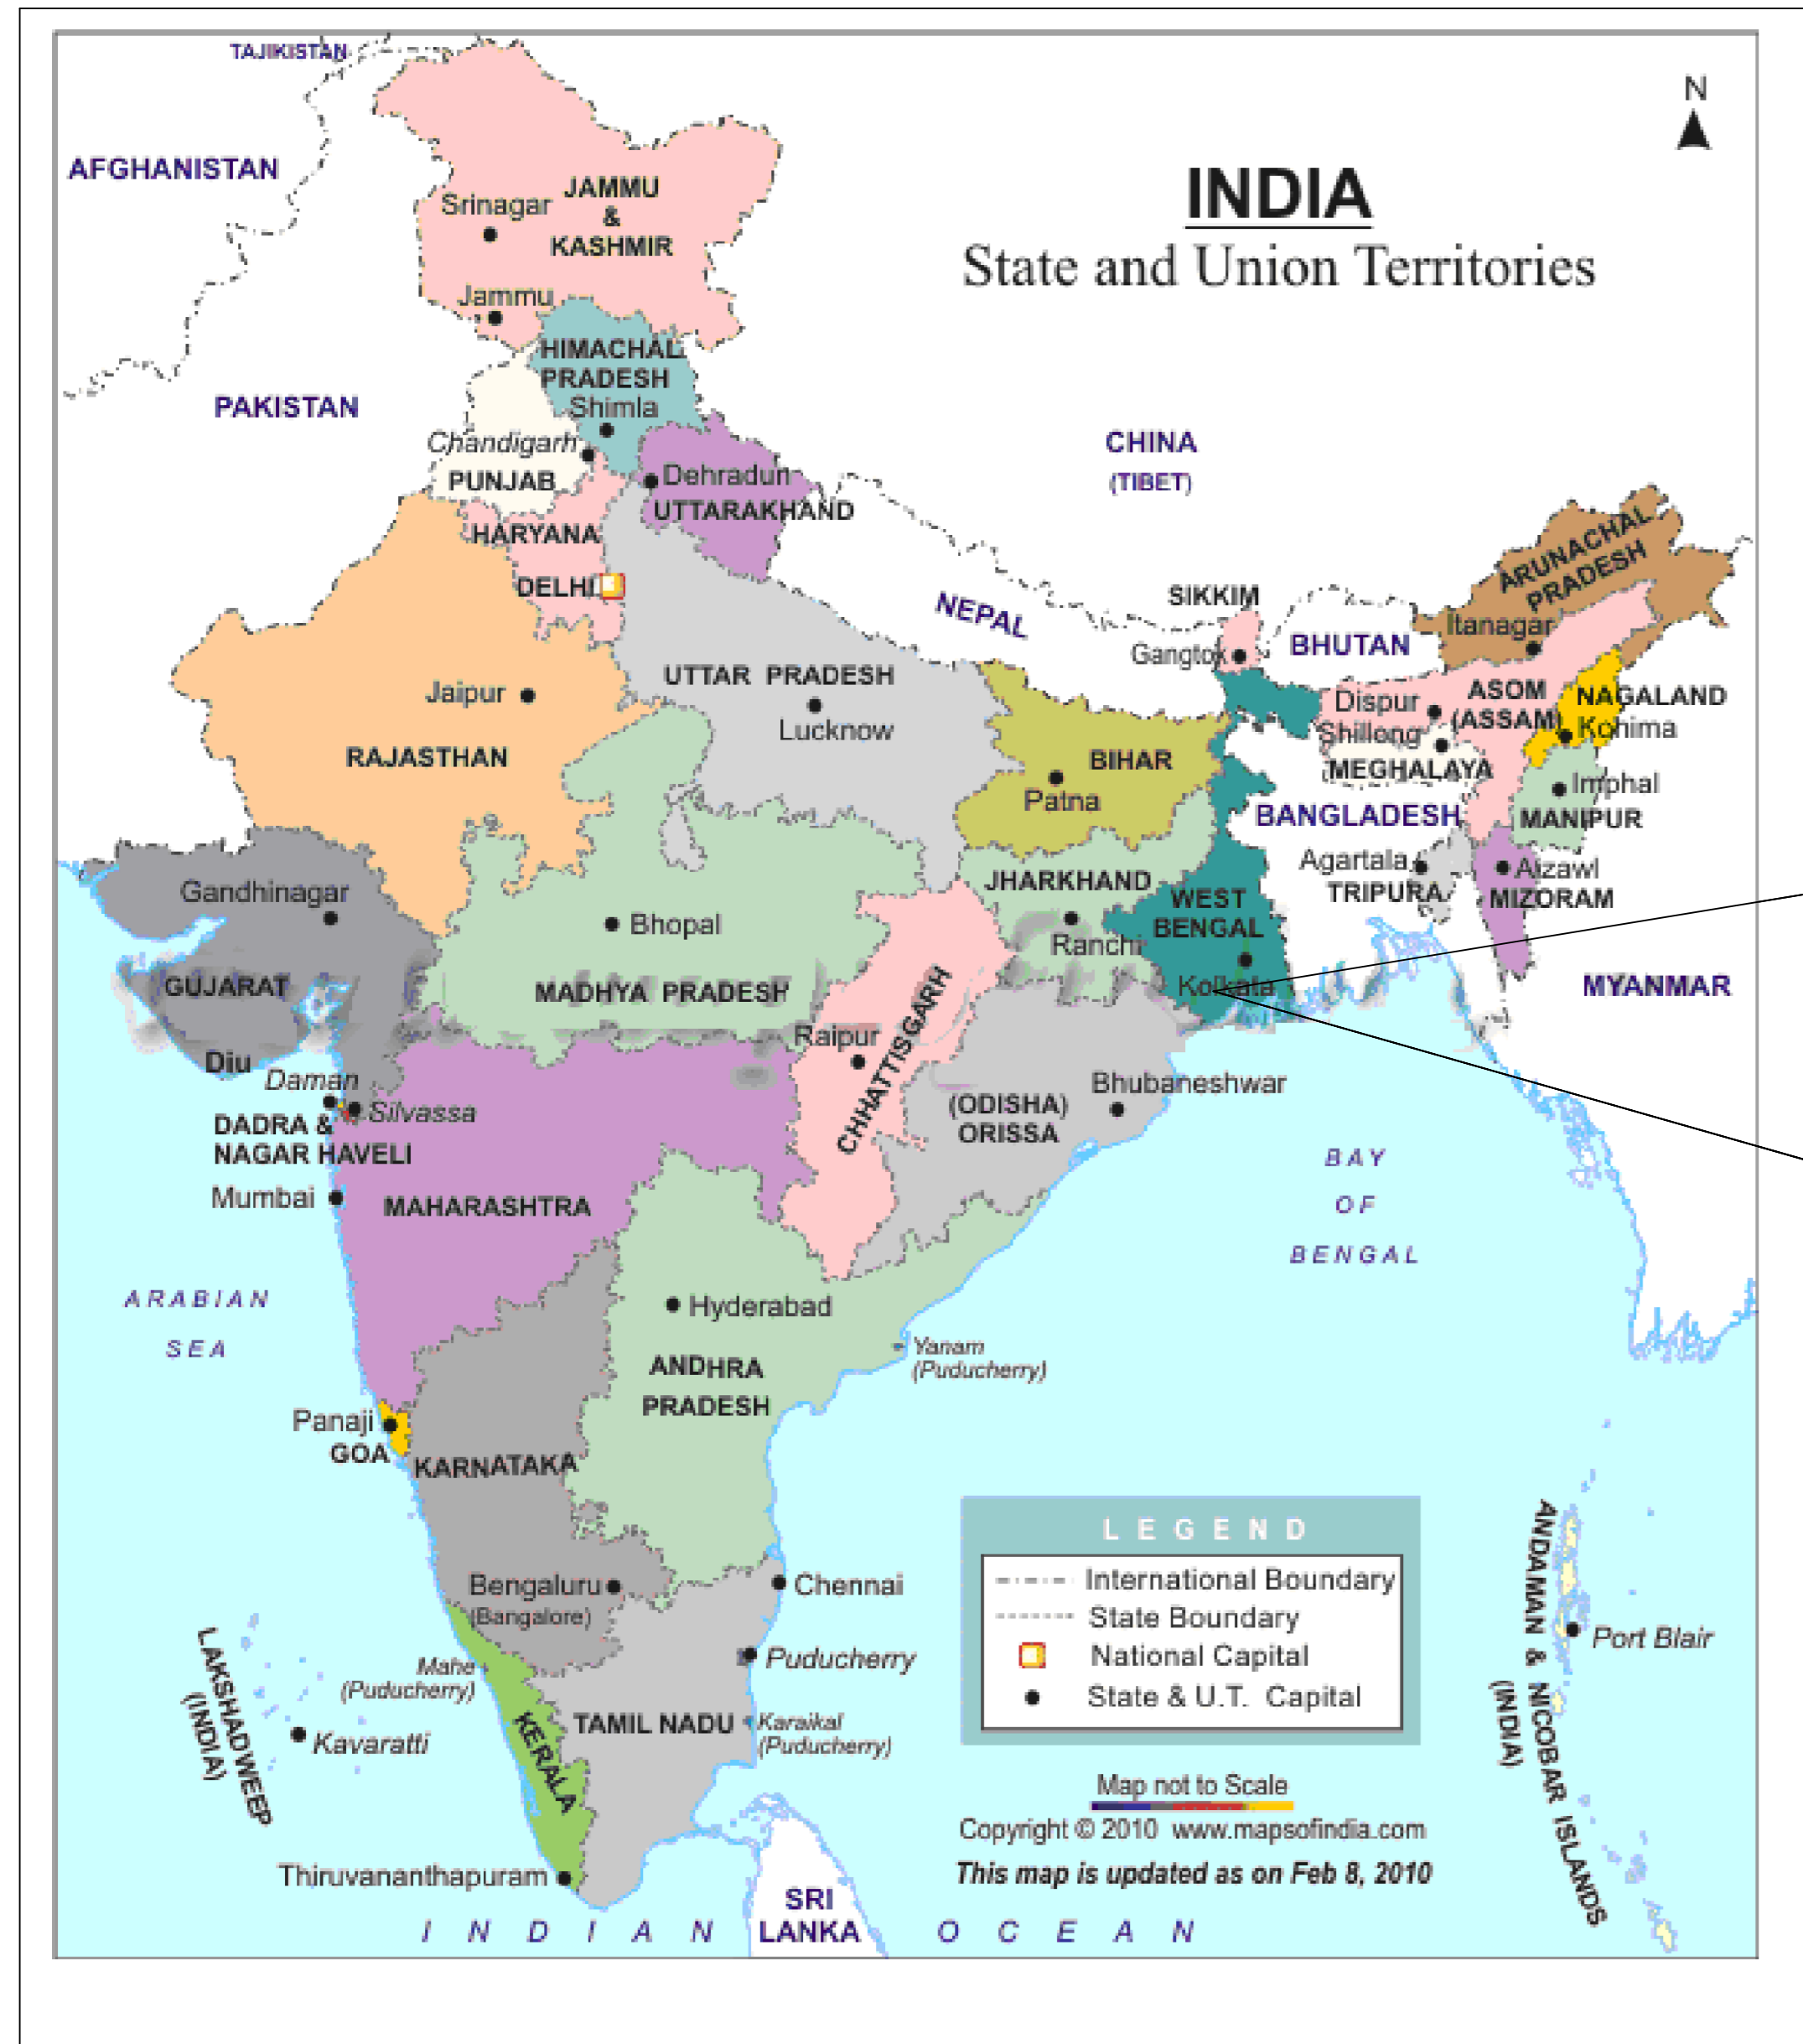 TAJIKISTAN
N
AFGHANISTAN
INDIA
State and Union Territories
JAMMU
&
KASHMIR
Srinagar
Jammu
HIMACHAL
PRADESH
Shimla
PAKISTAN
Chandigarh
PUNJAB
CHINA
(TIBET)
Dehradun
UTTARAKHAND
HARYANA
DELHI
ARUNACHAL
PRADESH
Itanagar
SIKKIM
Gangtok
NEPAL
BHUTAN
UTTAR PRADESH
Lucknow
Jaipur
RAJASTHAN
Dispur
ASOM
(ASSAM)
NAGALAND
Kohima
Shillong
MEGHALAYA
BIHAR
Patna
Imphal
MANIPUR
BANGLADESH
Agartala
TRIPURA
Aizawl
MIZORAM
JHARKHAND
Ranchi
WEST
BENGAL
Kolkata
MYANMAR
Gandhinagar
GUJARAT
Bhopal
MADHYA PRADESH
Raipur
CHHATTISGARH
Diu
Daman
Silvassa
DADRA &
NAGAR HAVELI
Bhubaneshwar
(ODISHA)
ORISSA
Mumbai
MAHARASHTRA
BAY
OF
BENGAL
ARABIAN
SEA
Hyderabad
ANDHRA
PRADESH
Yanam
(Puducherry)
Panaji
GOA
KARNATAKA
Bengaluru
(Bangalore)
Chennai
LEGEND
International Boundary
State Boundary
National Capital
State & U.T. Capital
ANDAMAN & NICOBAR ISLANDS
(INDIA)
Port Blair
LAKSHADWEEP
(INDIA)
Kavaratti
Mahe
(Puducherry)
Puducherry
KERALA
TAMIL NADU
Karaikal
(Puducherry)
Thiruvananthapuram
Map not to Scale
Copyright © 2010 www.mapsofindia.com
This map is updated as on Feb 8, 2010
SRI
LANKA
INDIAN OCEAN